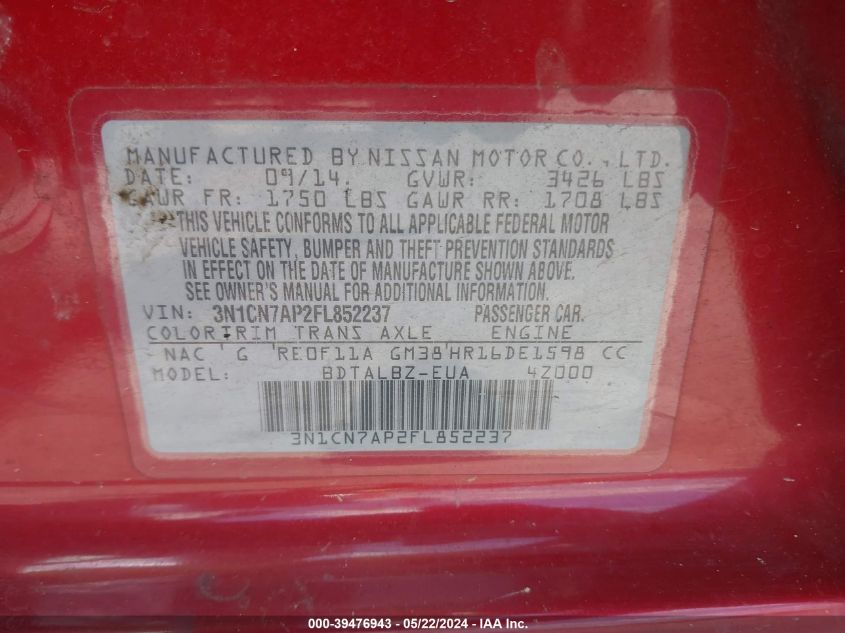 MANUFACTURED BY NISSAN MOTOR CO., LTD.
DATE: 09/14. GVWR: 3426 LBS
GAWR FR: 1750 LBS GAWR RR: 1708 LBS
THIS VEHICLE CONFORMS TO ALL APPLICABLE FEDERAL MOTOR
VEHICLE SAFETY, BUMPER AND THEFT PREVENTION STANDARDS
IN EFFECT ON THE DATE OF MANUFACTURE SHOWN ABOVE.
SEE OWNER'S MANUAL FOR ADDITIONAL INFORMATION.
VIN: 3N1CN7AP2FL852237 PASSENGER CAR.
COLOR TRIM TRANS AXLE ENGINE
NAC G RE0F11A GM38 HR16DE1598 CC
MODEL: BDTALBZ-EUA 4Z000
3N1CN7AP2FL852237
000-39476943 - 05/22/2024 - IAA Inc.